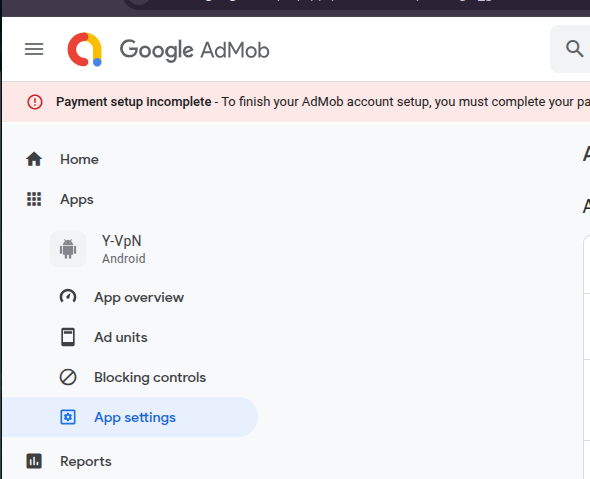 Google AdMob
Payment setup incomplete - To finish your AdMob account setup, you must complete your pa
Home
Apps
Y-VpN
Android
App overview
Ad units
Blocking controls
App settings
Reports